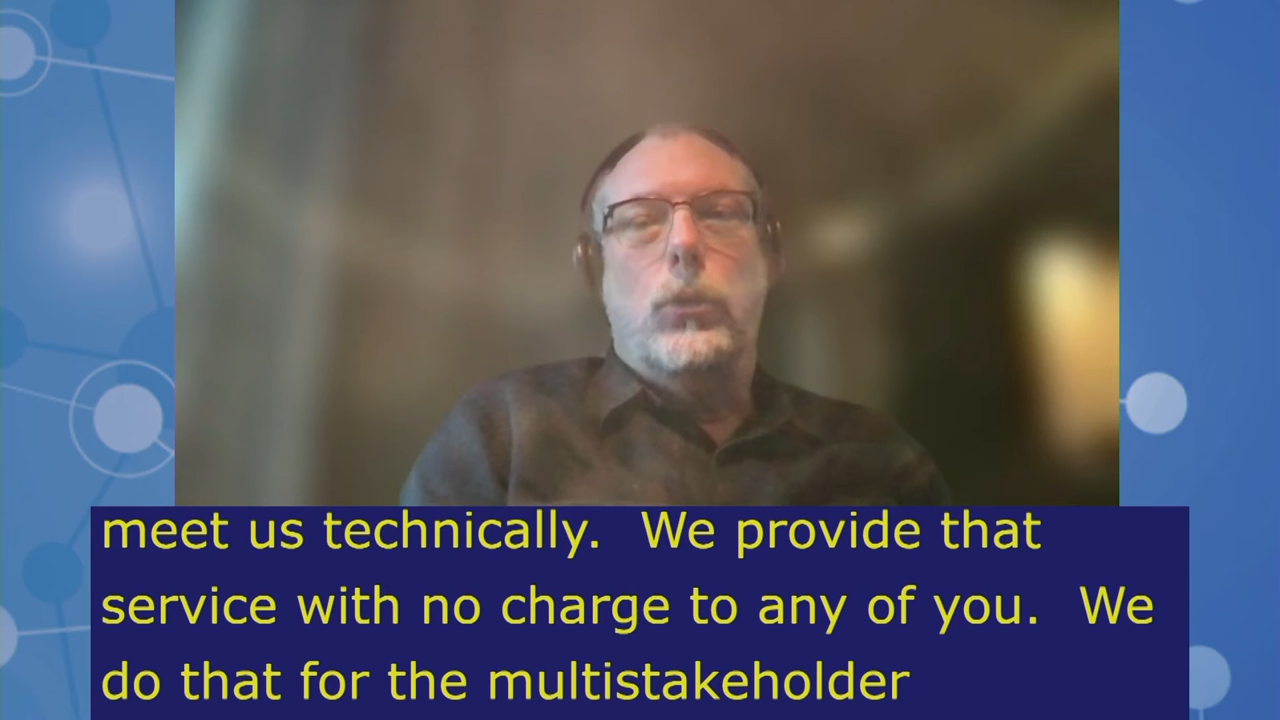 meet us technically.  We provide that
service with no charge to any of you.  We
do that for the multistakeholder